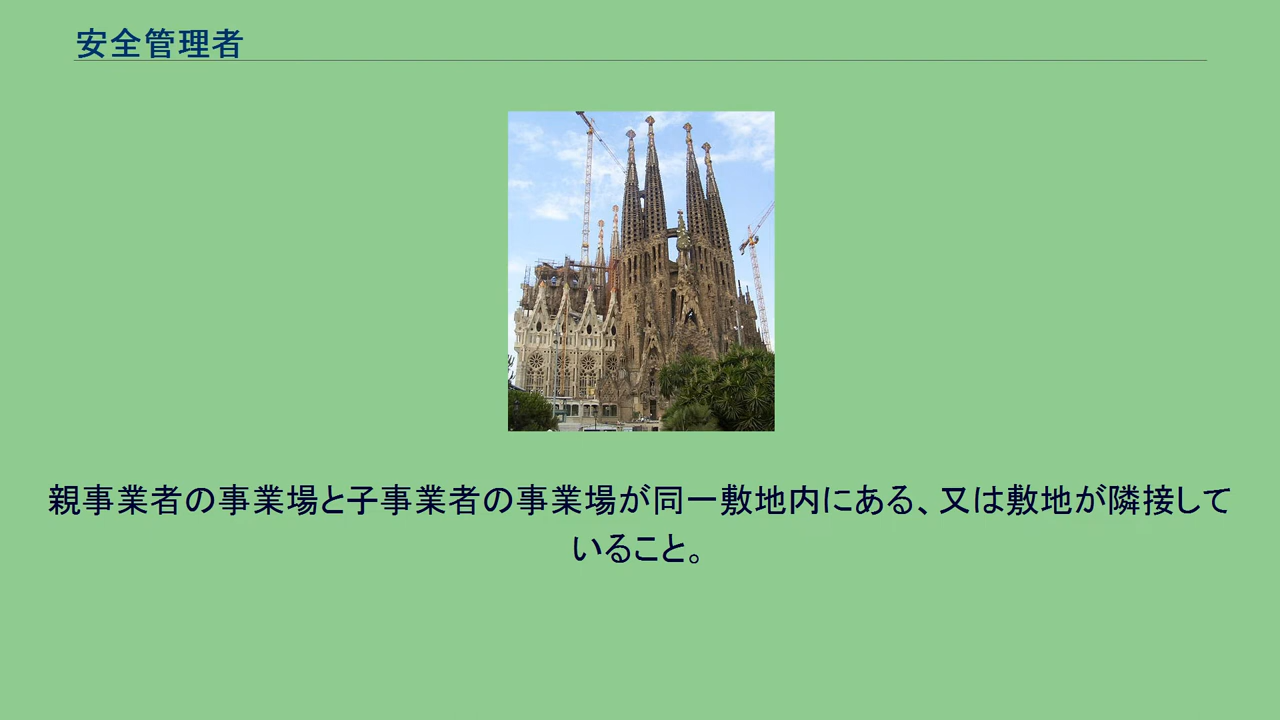 安全管理者
親事業者の事業場と子事業者の事業場が同一敷地内にある、又は敷地が隣接して
いること。